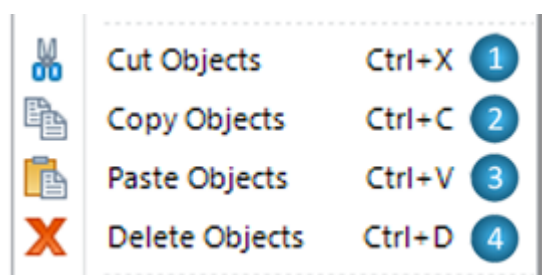 Cut Objects Ctrl+X 1
Copy Objects Ctrl+C 2
Paste Objects Ctrl+V 3
Delete Objects Ctrl+D 4